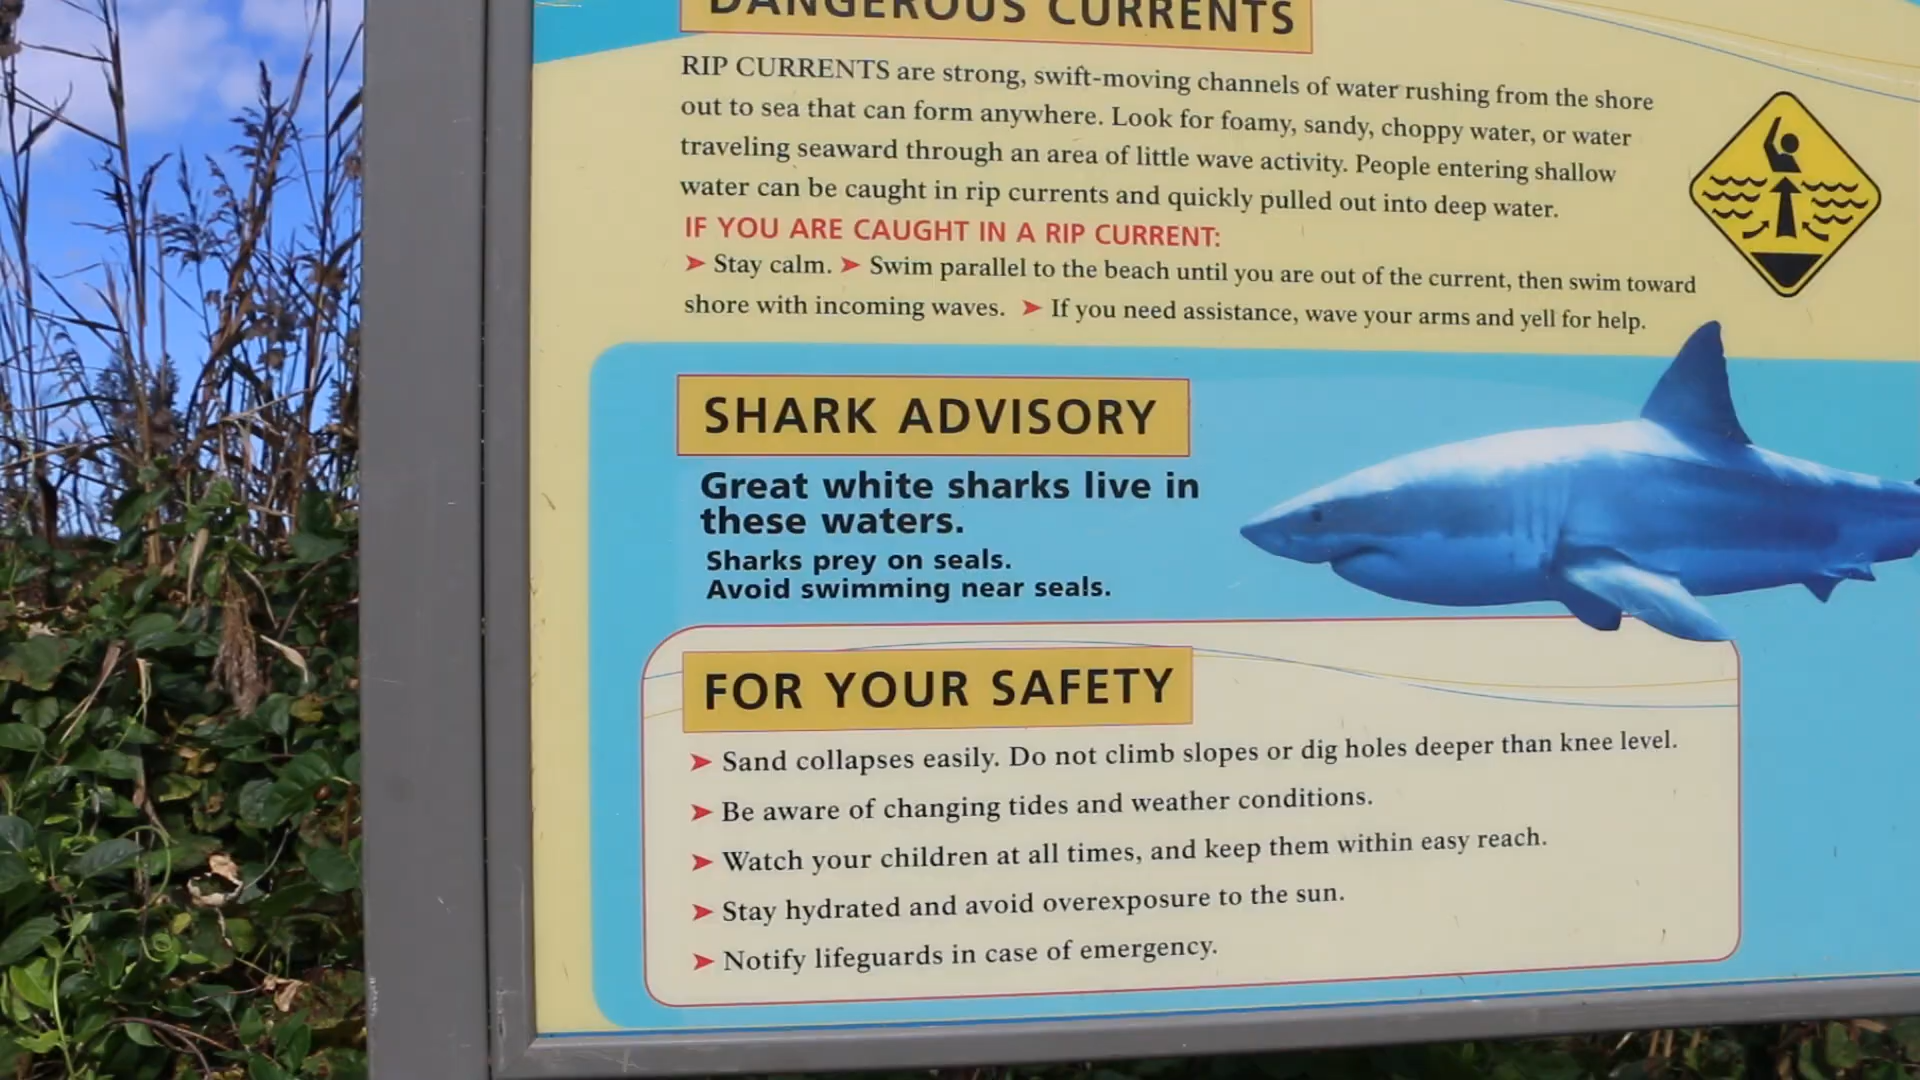 DANGEROUS CURRENTS
RIP CURRENTS are strong, swift-moving channels of water rushing from the shore
out to sea that can form anywhere. Look for foamy, sandy, choppy water, or water
traveling seaward through an area of little wave activity. People entering shallow
water can be caught in rip currents and quickly pulled out into deep water.
IF YOU ARE CAUGHT IN A RIP CURRENT:
➤ Stay calm. ➤ Swim parallel to the beach until you are out of the current, then swim toward
shore with incoming waves. ➤ If you need assistance, wave your arms and yell for help.
SHARK ADVISORY
Great white sharks live in
these waters.
Sharks prey on seals.
Avoid swimming near seals.
FOR YOUR SAFETY
➤ Sand collapses easily. Do not climb slopes or dig holes deeper than knee level.
➤ Be aware of changing tides and weather conditions.
➤ Watch your children at all times, and keep them within easy reach.
➤ Stay hydrated and avoid overexposure to the sun.
➤ Notify lifeguards in case of emergency.